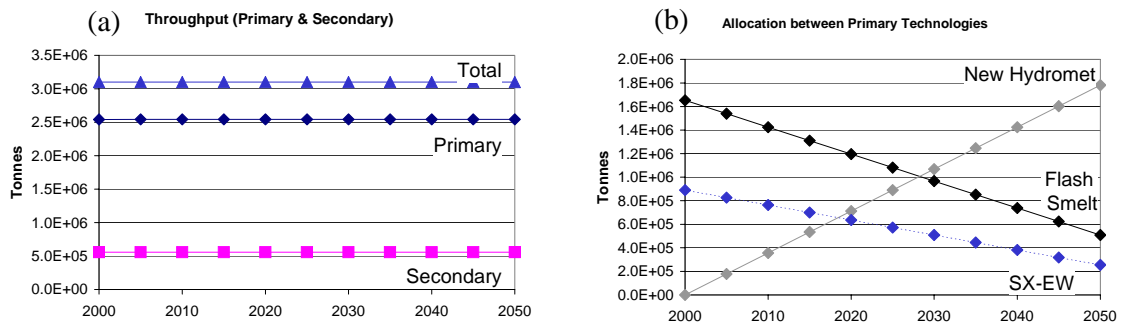 (a)
Throughput (Primary & Secondary)
Tonnes
3.5E+06
3.0E+06
2.5E+06
2.0E+06
1.5E+06
1.0E+06
5.0E+05
0.0E+00
Total
Primary
Secondary
2000 2010 2020 2030 2040 2050
(b)
Allocation between Primary Technologies
Tonnes
2.0E+06
1.8E+06
1.6E+06
1.4E+06
1.2E+06
1.0E+06
8.0E+05
6.0E+05
4.0E+05
2.0E+05
0.0E+00
New Hydromet
Flash
Smelt
SX-EW
2000 2010 2020 2030 2040 2050